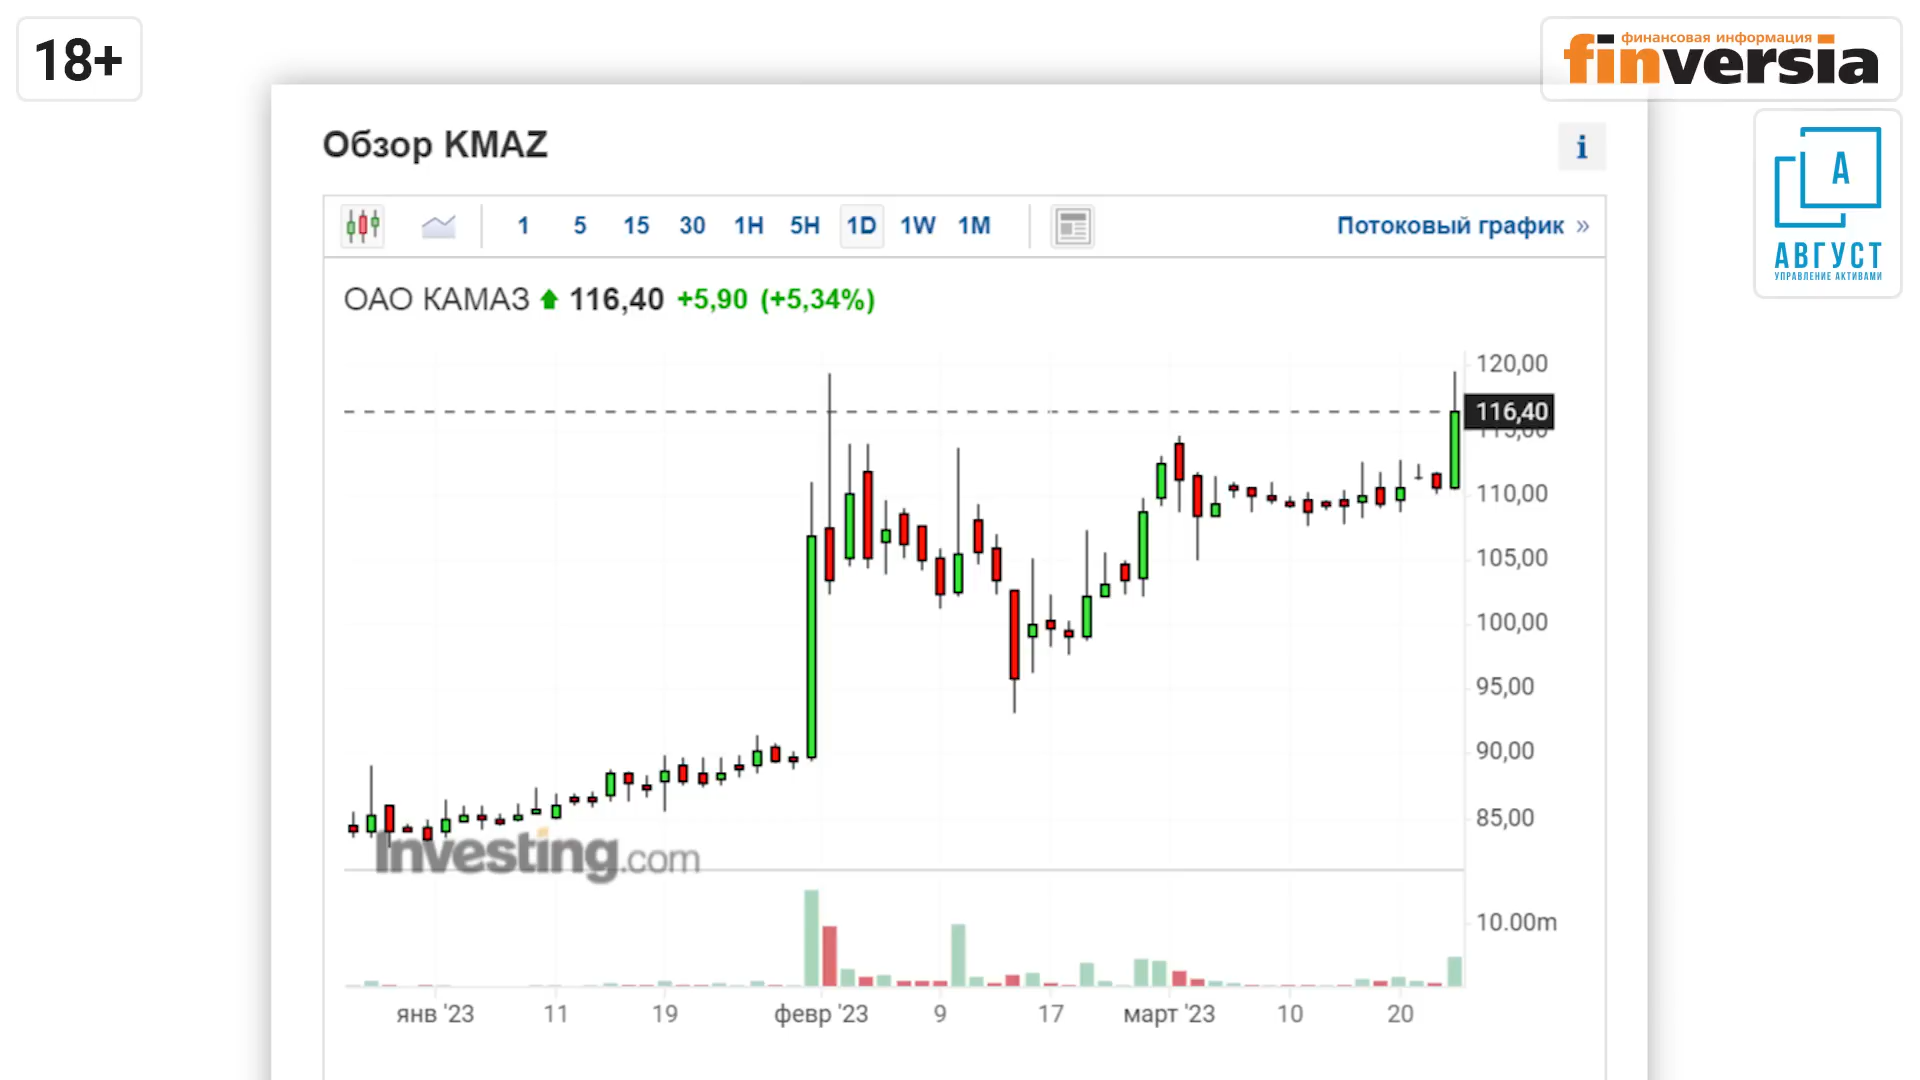 18+
финансовая информация
finversia
А
АВГУСТ
УПРАВЛЕНИЕ АКТИВАМИ
Обзор KMAZ
i
1 5 15 30 1H 5H 1D 1W 1M
Потоковый график »
ОАО КАМАЗ 116,40 +5,90 (+5,34%)
120,00
116,40
115,00
110,00
105,00
100,00
95,00
90,00
85,00
Investing.com
10.00m
янв '23 11 19 февр '23 9 17 март '23 10 20